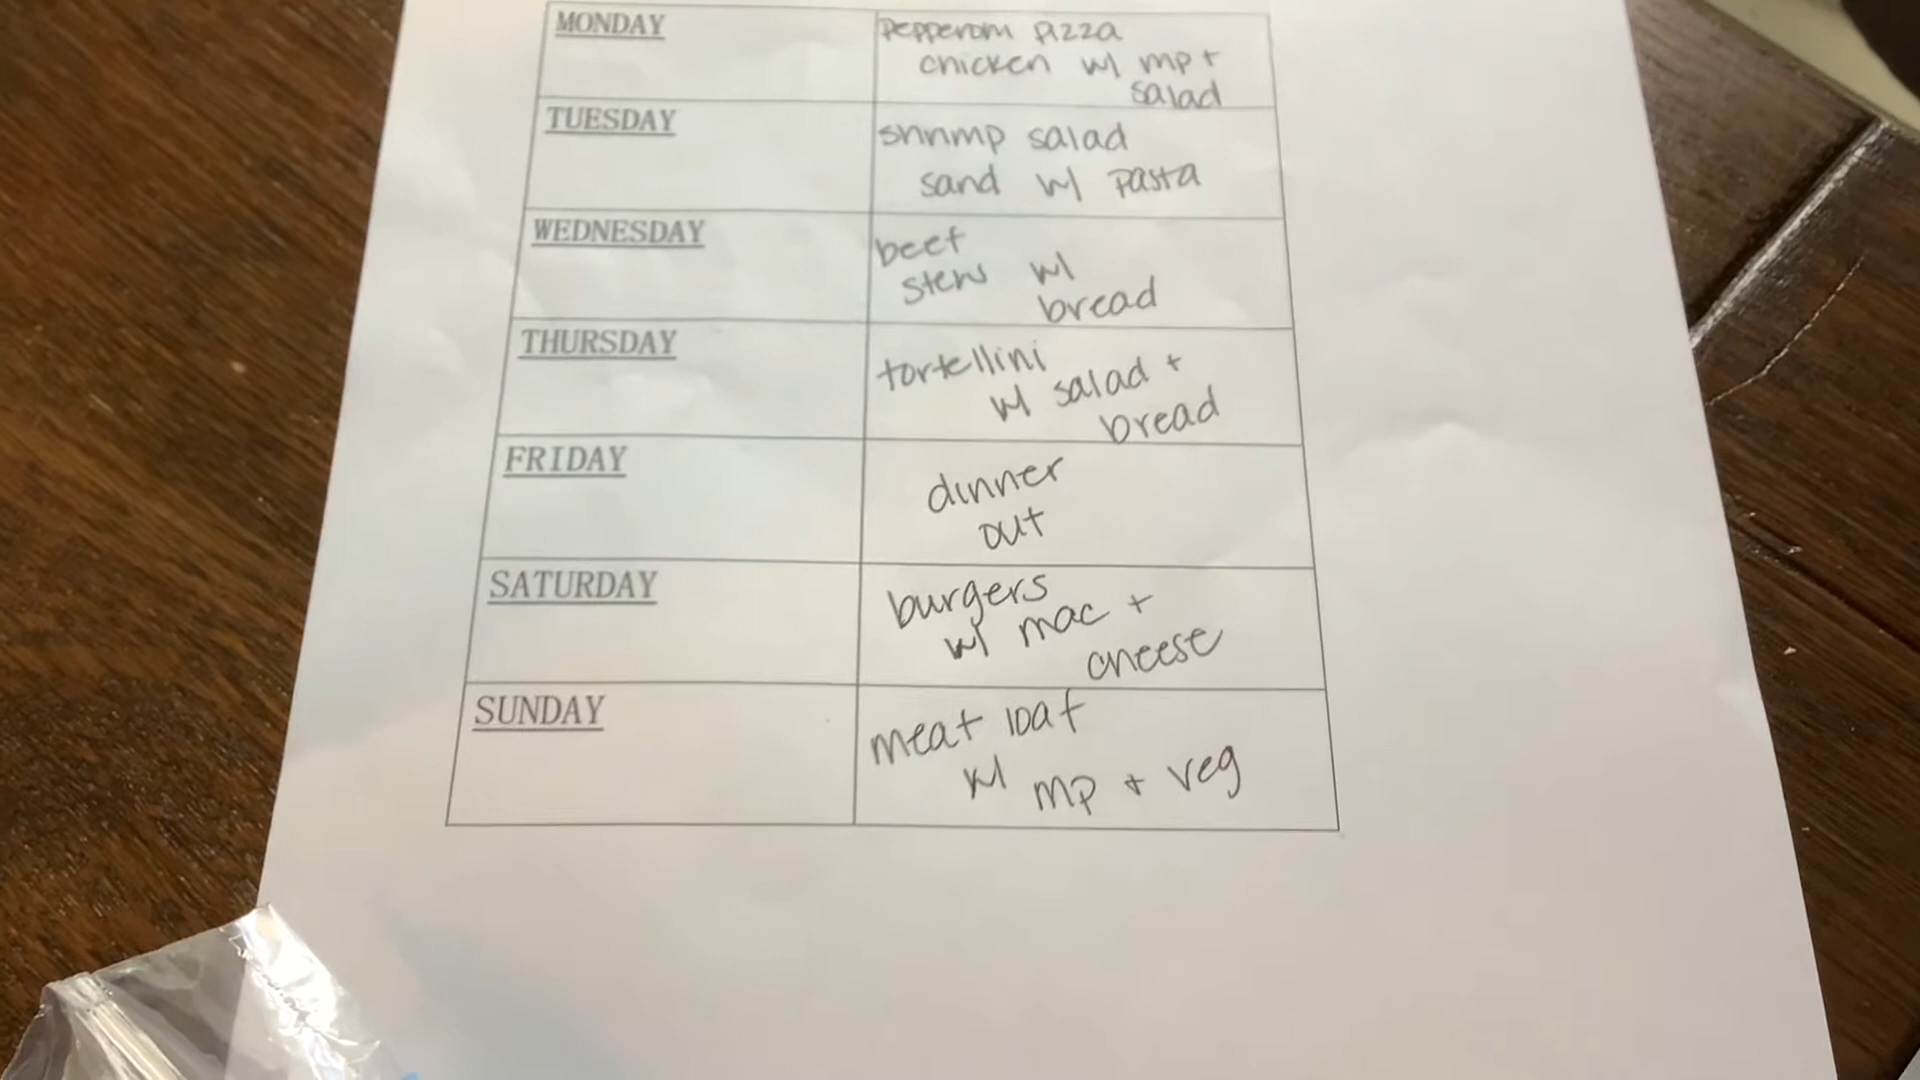 MONDAY
pepperoni pizza
chicken w/ mp +
salad
TUESDAY
shrimp salad
sand w/ pasta
WEDNESDAY
beef
stew w/
bread
THURSDAY
tortellini
w/ salad +
bread
FRIDAY
dinner
out
SATURDAY
burgers
w/ mac +
cheese
SUNDAY
meat loaf
w/ mp + veg